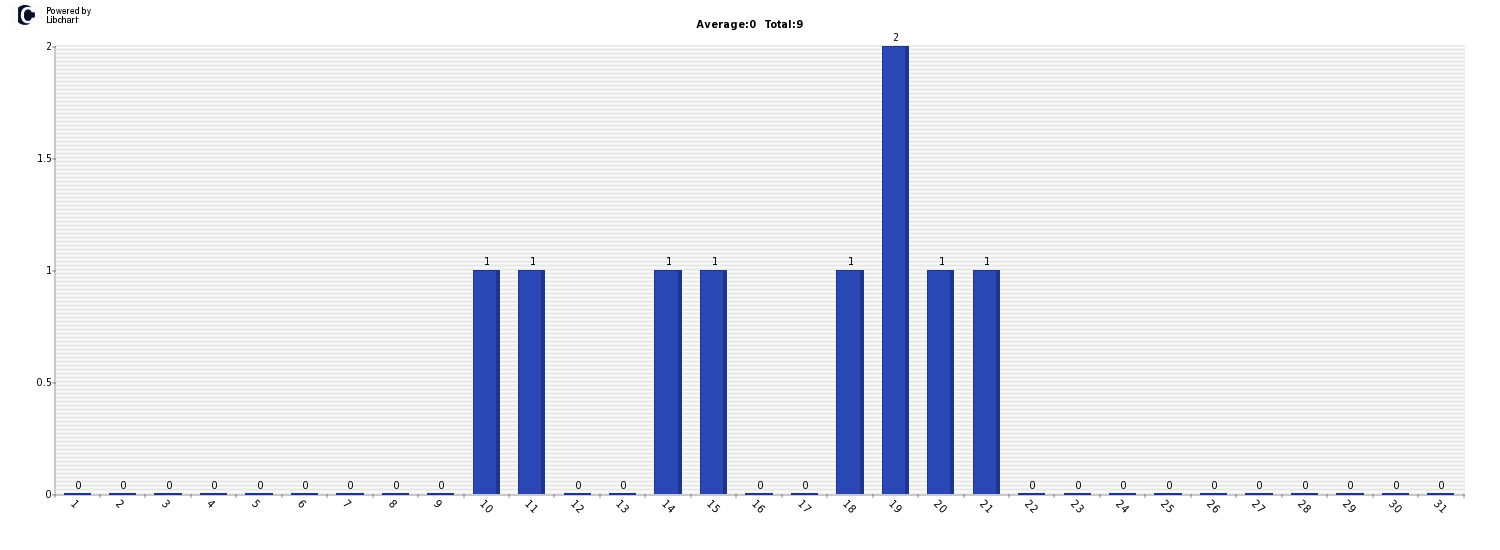 Powered by
Libchart
Average:0 Total:9
2
2
1.5
1 1 1 1 1 1 1
1
0.5
0 0 0 0 0 0 0 0 0 0 0 0 0 0 0 0 0 0 0 0 0 0 0
0
1 2 3 4 5 6 7 8 9 10 11 12 13 14 15 16 17 18 19 20 21 22 23 24 25 26 27 28 29 30 31